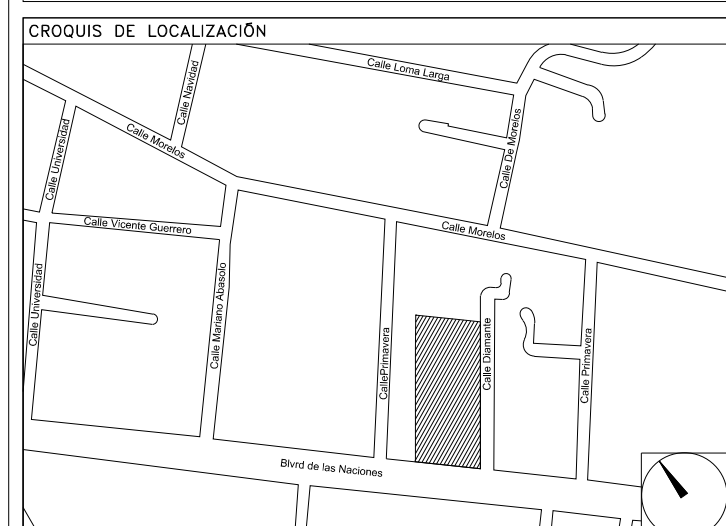 CROQUIS DE LOCALIZACIÓN
Calle Loma Larga
Calle Navidad
Calle Morelos
Calle Universidad
Calle De Morelos
Calle Vicente Guerrero
Calle Morelos
Calle Universidad
Calle Mariano Abasolo
CallePrimavera
Calle Diamante
Calle Primavera
Blvrd de las Naciones